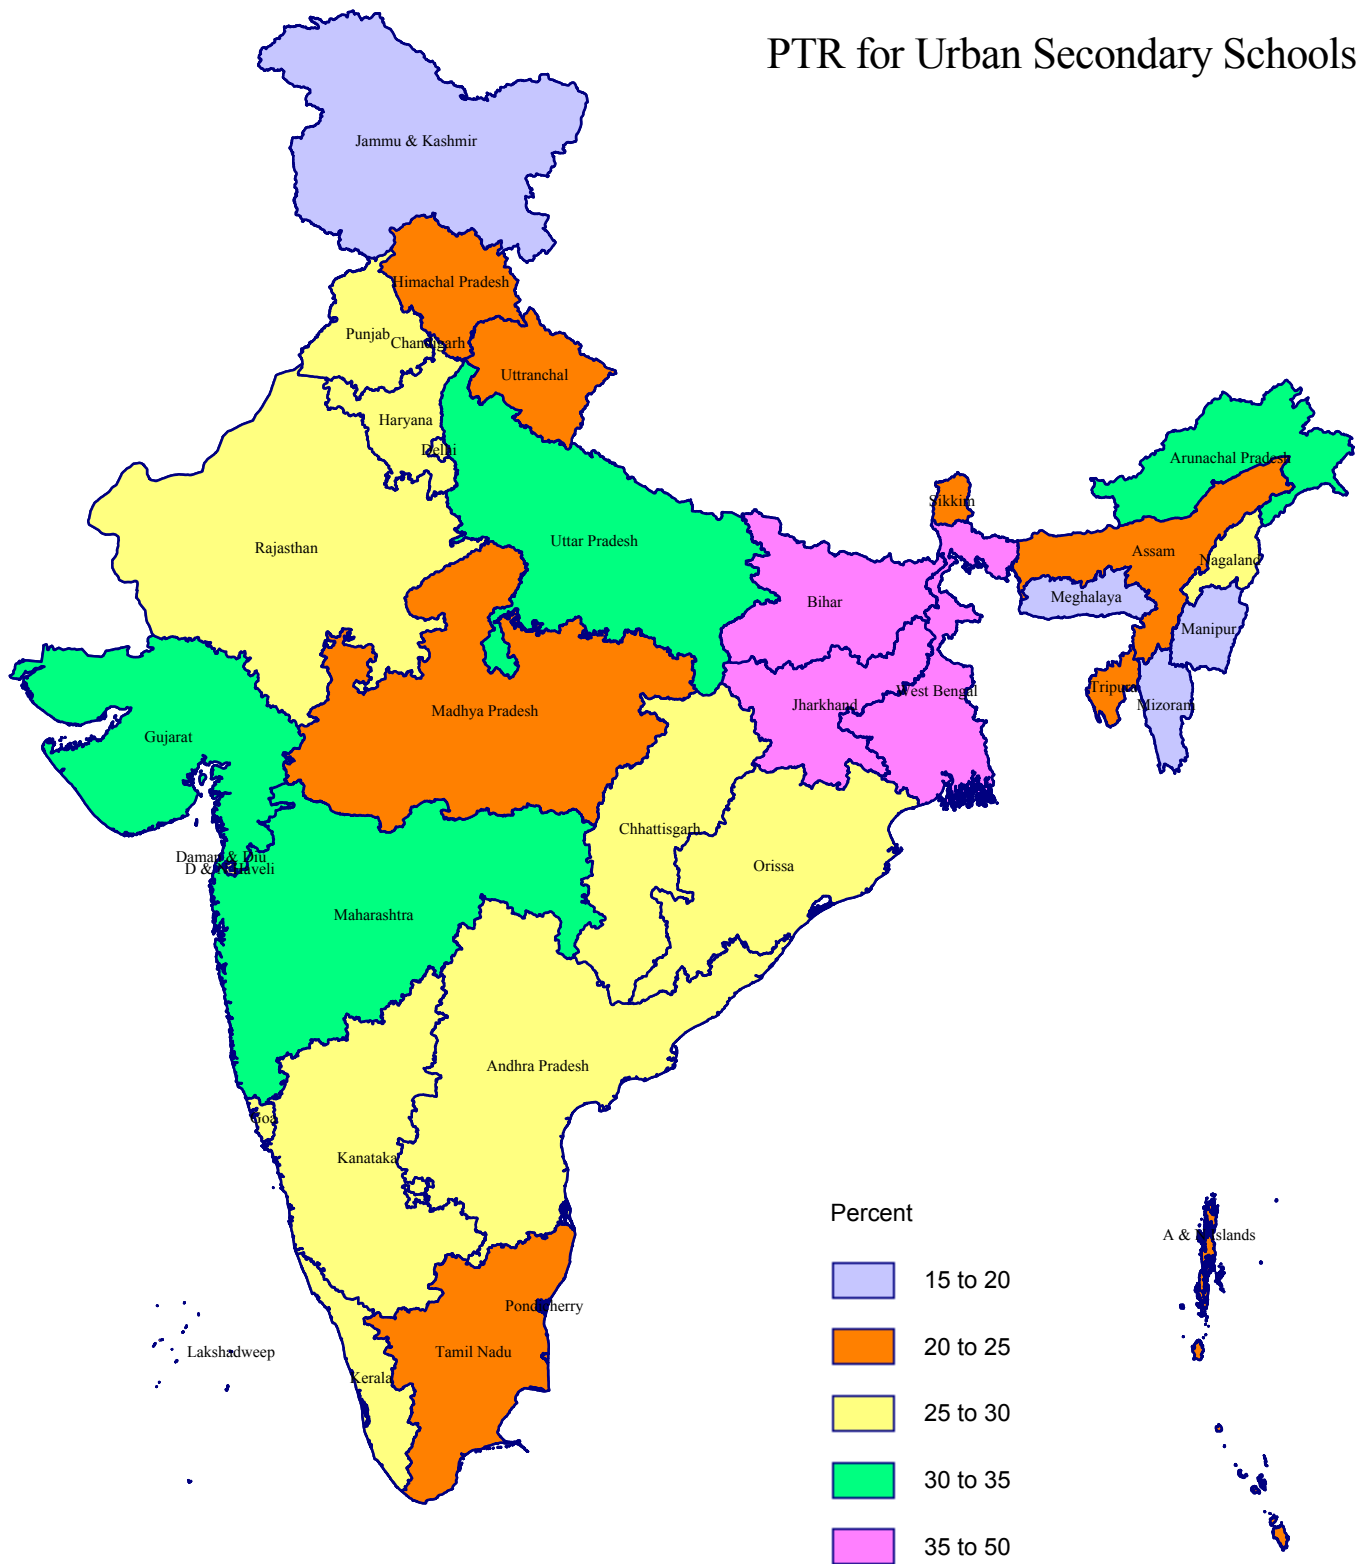 PTR for Urban Secondary Schools
Jammu & Kashmir
Himachal Pradesh
Punjab
Chandigarh
Uttranchal
Haryana
Delhi
Arunachal Pradesh
Sikkim
Rajasthan
Uttar Pradesh
Assam
Nagaland
Bihar
Meghalaya
Manipur
Tripura
Mizoram
West Bengal
Jharkhand
Madhya Pradesh
Gujarat
Chhattisgarh
Daman & Diu
D & N Haveli
Orissa
Maharashtra
Andhra Pradesh
Goa
Kanataka
Percent
A & N Islands
15 to 20
Pondicherry
20 to 25
Lakshadweep
Tamil Nadu
Kerala
25 to 30
30 to 35
35 to 50